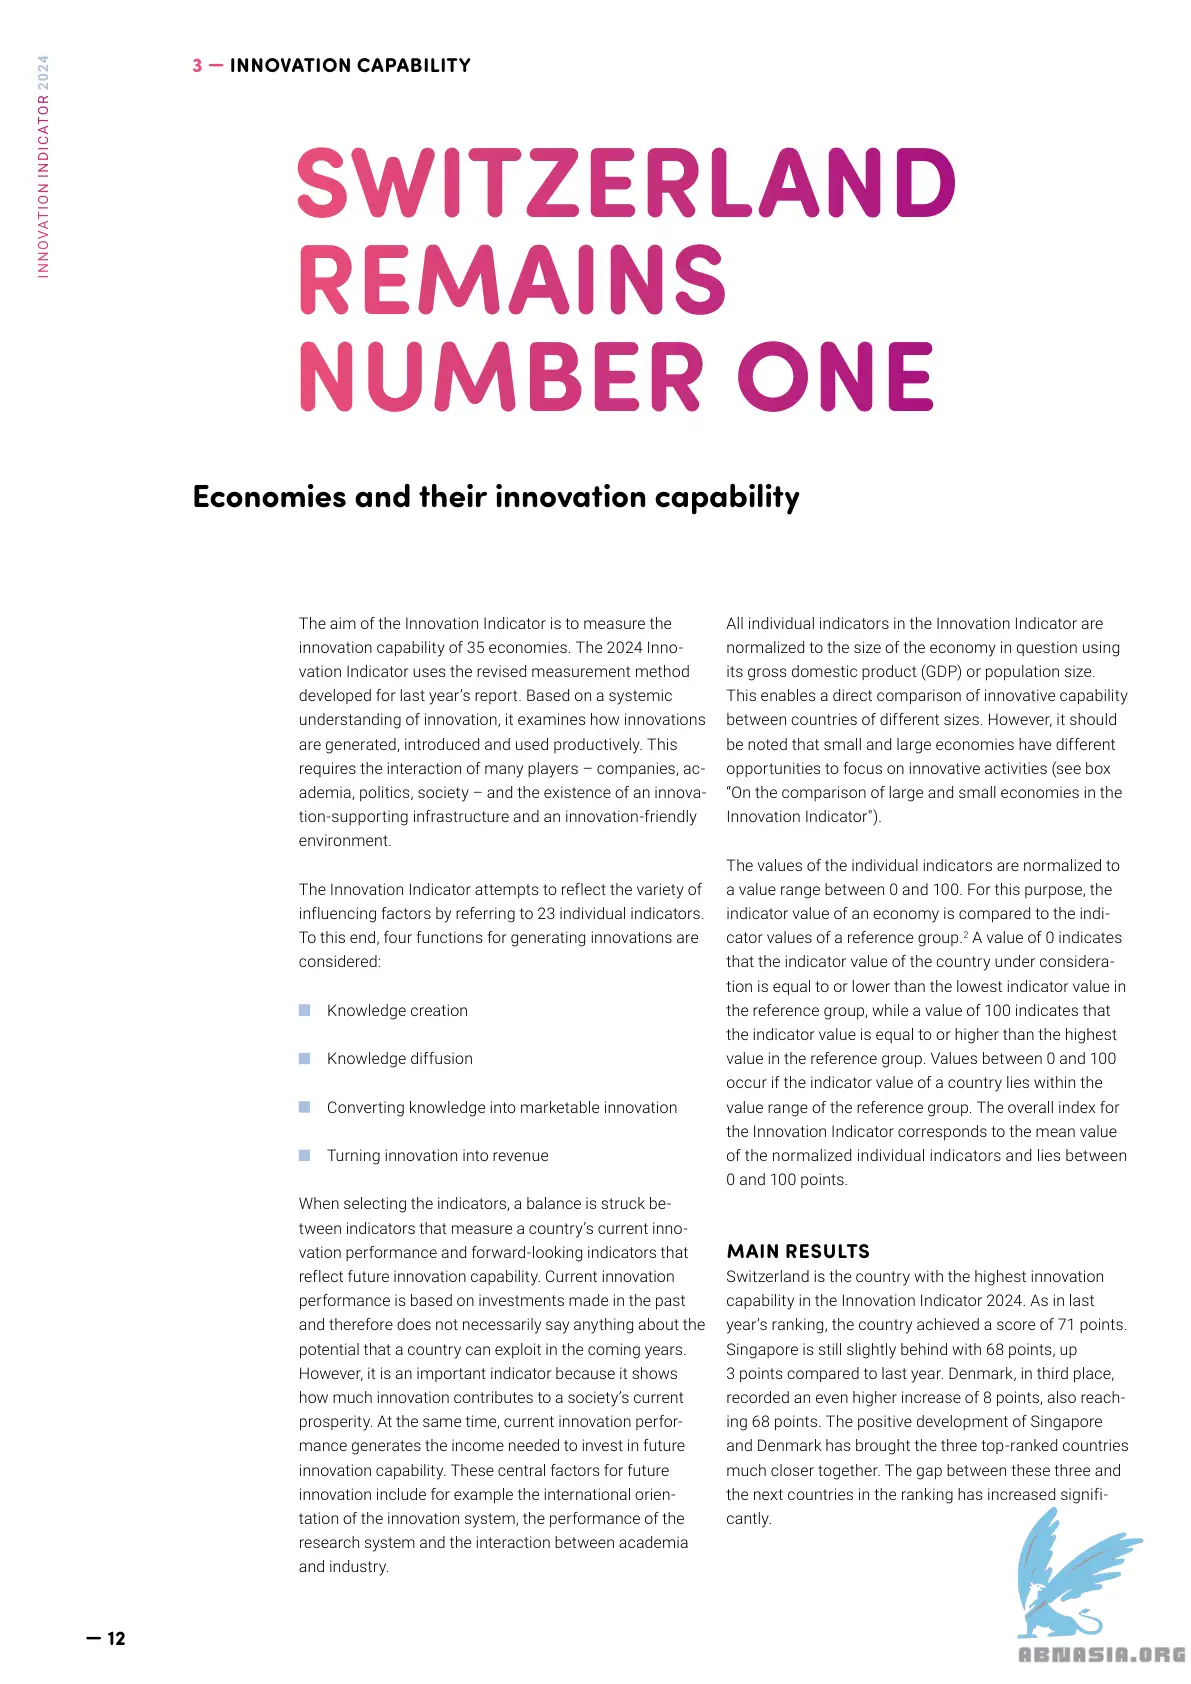 INNOVATION INDICATOR 2024
3 — INNOVATION CAPABILITY
SWITZERLAND
REMAINS
NUMBER ONE
Economies and their innovation capability
The aim of the Innovation Indicator is to measure the
innovation capability of 35 economies. The 2024 Inno-
vation Indicator uses the revised measurement method
developed for last year’s report. Based on a systemic
understanding of innovation, it examines how innovations
are generated, introduced and used productively. This
requires the interaction of many players – companies, ac-
ademia, politics, society – and the existence of an innova-
tion-supporting infrastructure and an innovation-friendly
environment.
The Innovation Indicator attempts to reflect the variety of
influencing factors by referring to 23 individual indicators.
To this end, four functions for generating innovations are
considered:
Knowledge creation
Knowledge diffusion
Converting knowledge into marketable innovation
Turning innovation into revenue
When selecting the indicators, a balance is struck be-
tween indicators that measure a country’s current inno-
vation performance and forward-looking indicators that
reflect future innovation capability. Current innovation
performance is based on investments made in the past
and therefore does not necessarily say anything about the
potential that a country can exploit in the coming years.
However, it is an important indicator because it shows
how much innovation contributes to a society’s current
prosperity. At the same time, current innovation perfor-
mance generates the income needed to invest in future
innovation capability. These central factors for future
innovation include for example the international orien-
tation of the innovation system, the performance of the
research system and the interaction between academia
and industry.
All individual indicators in the Innovation Indicator are
normalized to the size of the economy in question using
its gross domestic product (GDP) or population size.
This enables a direct comparison of innovative capability
between countries of different sizes. However, it should
be noted that small and large economies have different
opportunities to focus on innovative activities (see box
“On the comparison of large and small economies in the
Innovation Indicator").
The values of the individual indicators are normalized to
a value range between 0 and 100. For this purpose, the
indicator value of an economy is compared to the indi-
cator values of a reference group.² A value of 0 indicates
that the indicator value of the country under considera-
tion is equal to or lower than the lowest indicator value in
the reference group, while a value of 100 indicates that
the indicator value is equal to or higher than the highest
value in the reference group. Values between 0 and 100
occur if the indicator value of a country lies within the
value range of the reference group. The overall index for
the Innovation Indicator corresponds to the mean value
of the normalized individual indicators and lies between
0 and 100 points.
MAIN RESULTS
Switzerland is the country with the highest innovation
capability in the Innovation Indicator 2024. As in last
year’s ranking, the country achieved a score of 71 points.
Singapore is still slightly behind with 68 points, up
3 points compared to last year. Denmark, in third place,
recorded an even higher increase of 8 points, also reach-
ing 68 points. The positive development of Singapore
and Denmark has brought the three top-ranked countries
much closer together. The gap between these three and
the next countries in the ranking has increased signifi-
cantly.
— 12
ABNASIA.ORG